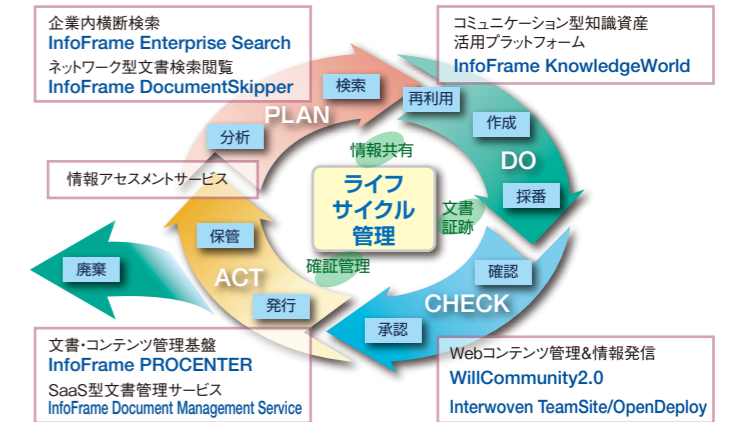 企業内横断検索
InfoFrame Enterprise Search
ネットワーク型文書検索閲覧
InfoFrame DocumentSkipper
コミュニケーション型知識資産
活用プラットフォーム
InfoFrame KnowledgeWorld
検索
再利用
PLAN
分析
作成
DO
採番
情報共有
情報アセスメントサービス
ライフ
サイクル
管理
文書
証跡
保管
確証管理
確認
廃棄
ACT
発行
CHECK
承認
文書・コンテンツ管理基盤
InfoFrame PROCENTER
SaaS型文書管理サービス
InfoFrame Document Management Service
Webコンテンツ管理&情報発信
WillCommunity2.0
Interwoven TeamSite/OpenDeploy